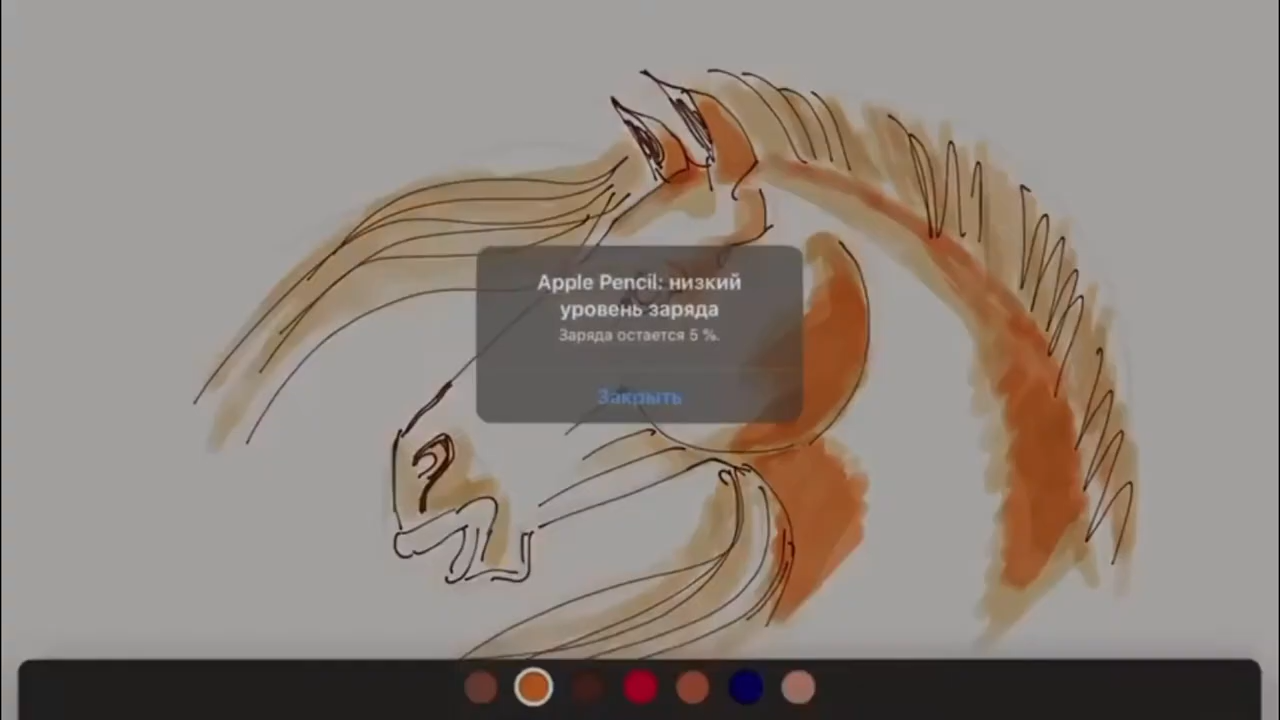 Apple Pencil: низкий
уровень заряда
Заряда остается 5 %.
Закрыть